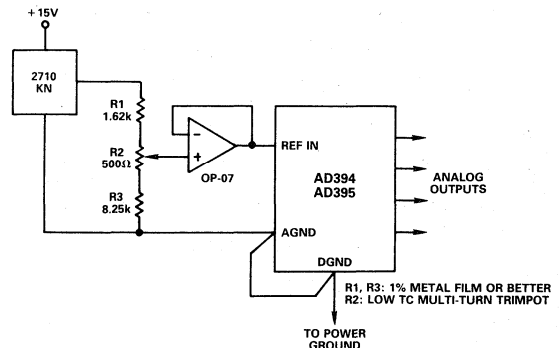 +15V
2710
KN
R1
1.62k
R2
500Ω
R3
8.25k
−
+
OP-07
REF IN
AD394
AD395
AGND
DGND
ANALOG
OUTPUTS
R1, R3: 1% METAL FILM OR BETTER
R2: LOW TC MULTI-TURN TRIMPOT
TO POWER
GROUND